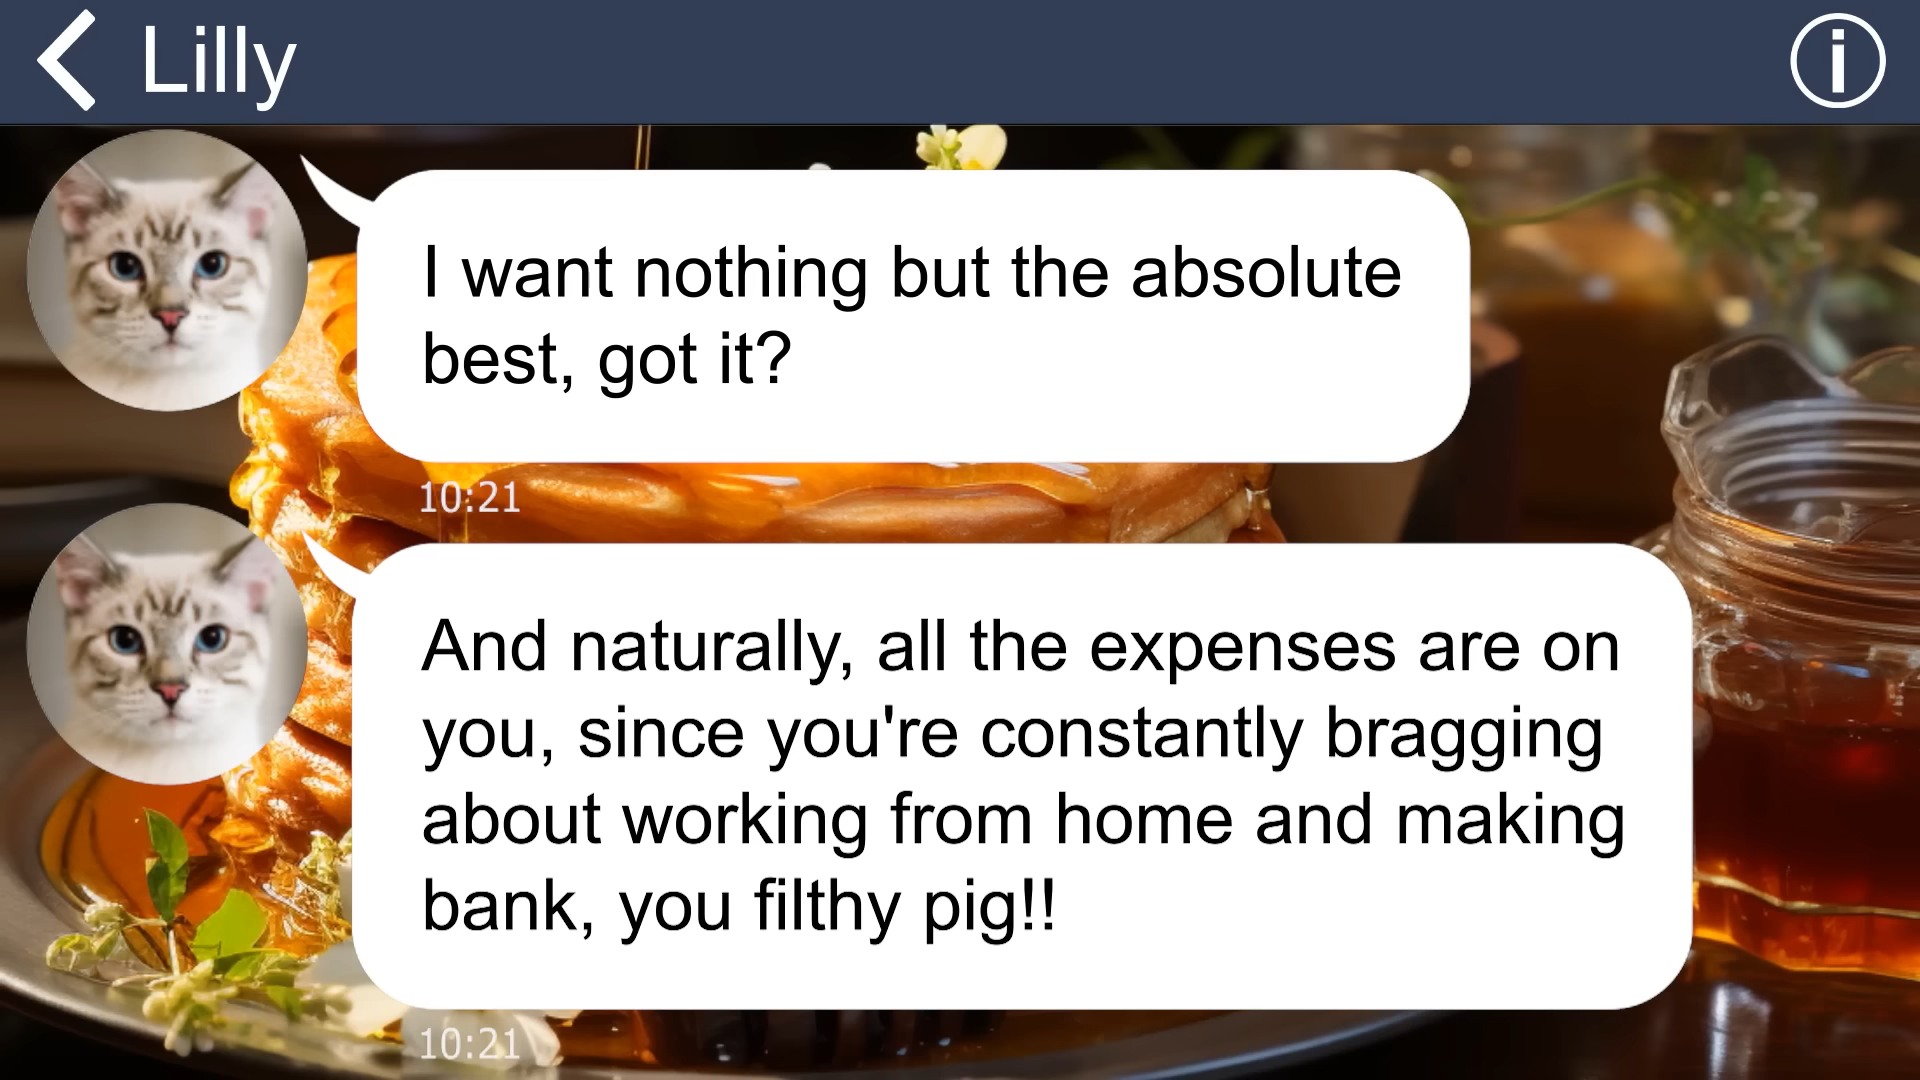 Lilly
I want nothing but the absolute
best, got it?
10:21
And naturally, all the expenses are on
you, since you're constantly bragging
about working from home and making
bank, you filthy pig!!
10:21